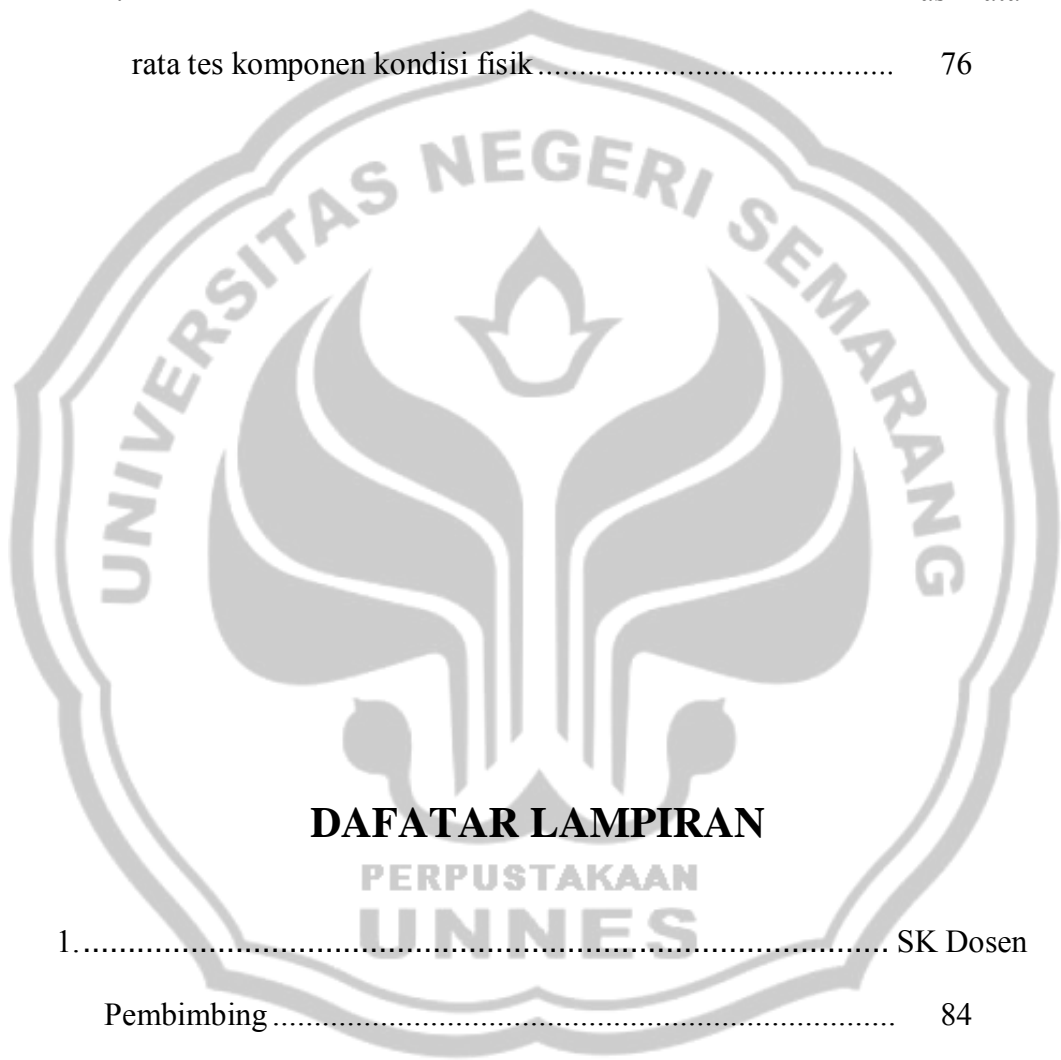 rata tes komponen kondisi fisik ........................................... 76
UNIVERSITAS NEGERI SEMARANG
DAFATAR LAMPIRAN
PERPUSTAKAAN
UNNES
1. ........................................................................................... SK Dosen
Pembimbing ........................................................................... 84